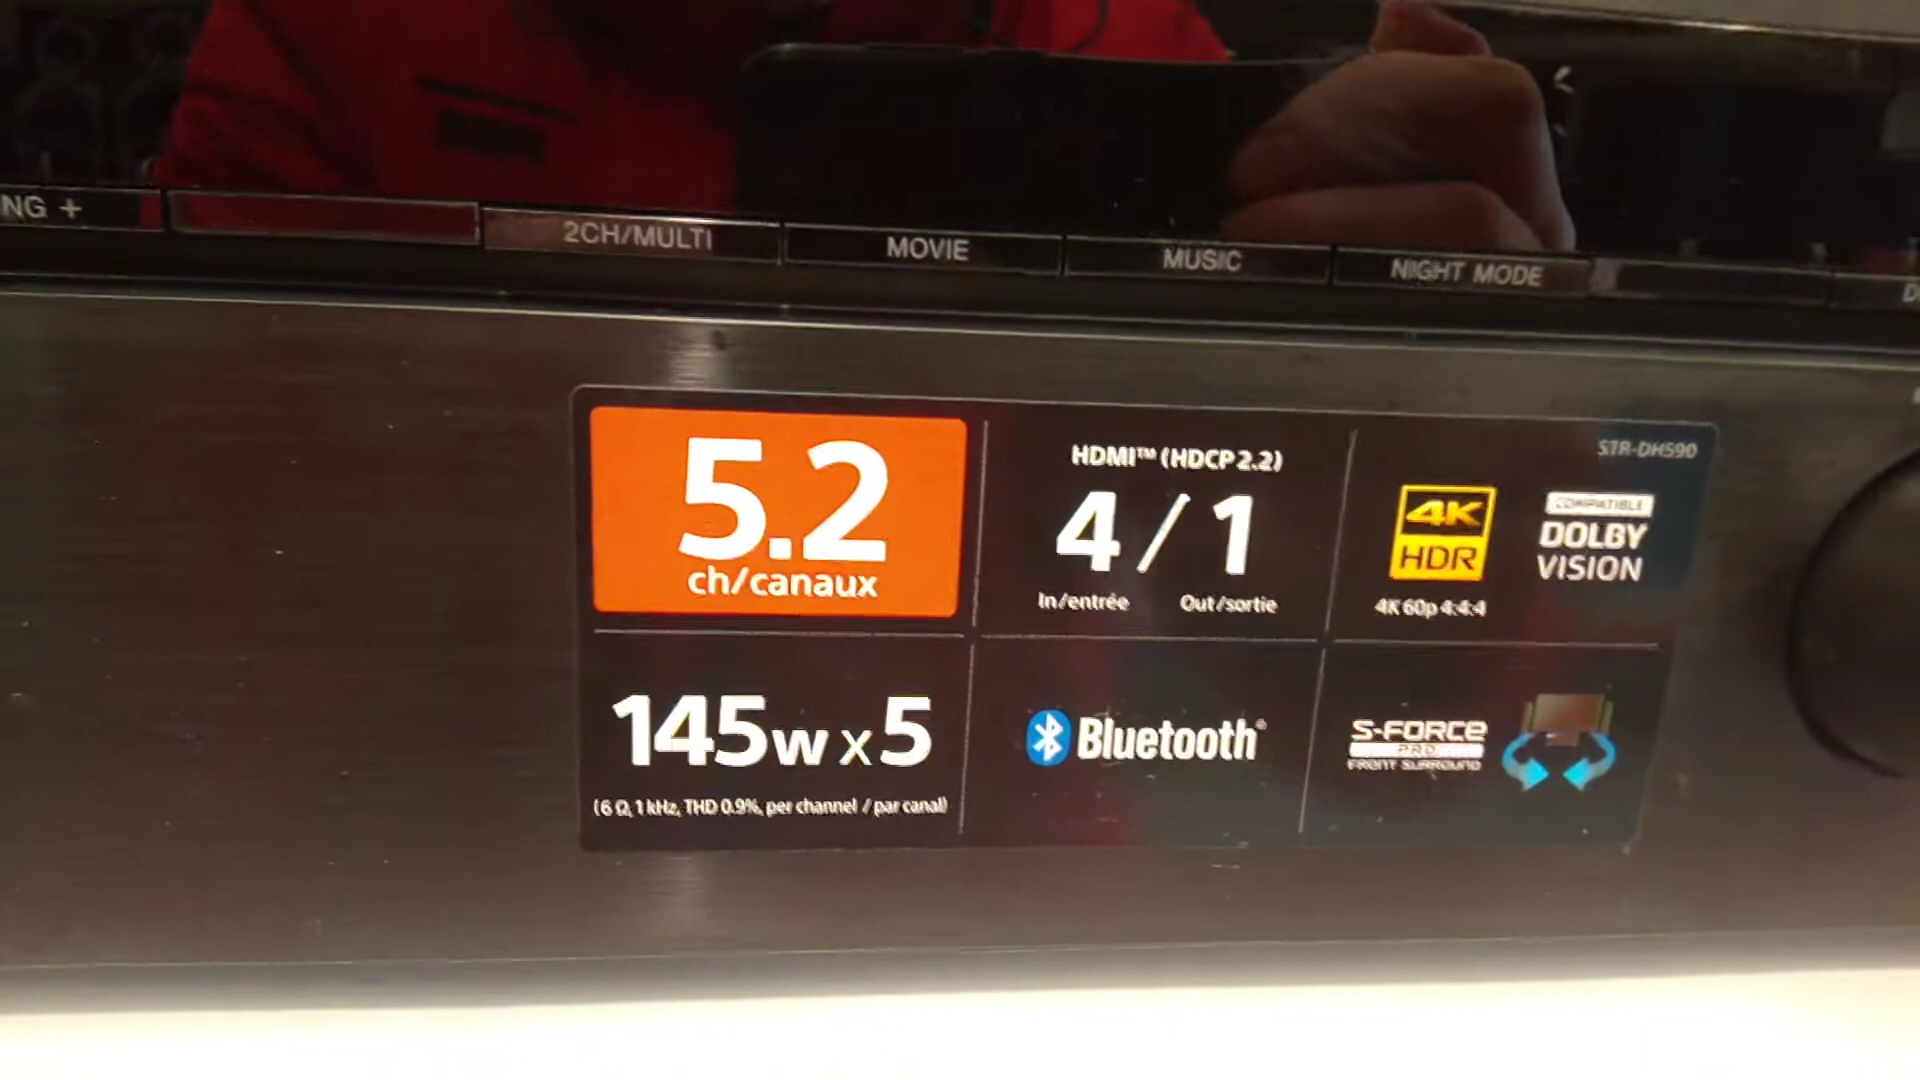 NG +
2CH/MULTI
MOVIE
MUSIC
NIGHT MODE
5.2
ch/canaux
HDMI™ (HDCP 2.2)
4/1
In/entrée Out/sortie
STR-DH590
4K
HDR
4K 60p 4:4:4
COMPATIBLE
DOLBY
VISION
145W x 5
(6 Ω, 1 kHz, THD 0.9%, per channel / par canal)
Bluetooth®
S-FORCE
PRO
FRONT SURROUND